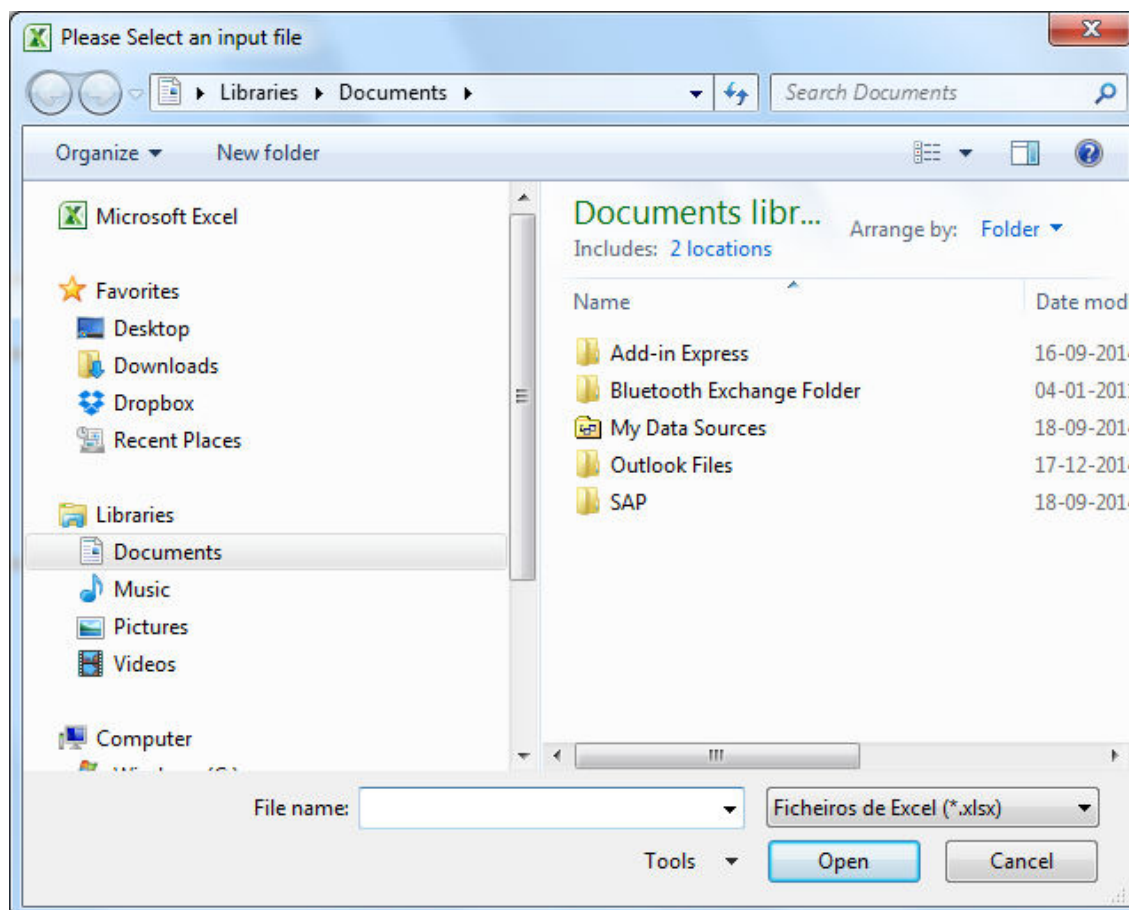 Please Select an input file
Libraries Documents
Search Documents
Organize
New folder
Microsoft Excel
Favorites
Desktop
Downloads
Dropbox
Recent Places
Libraries
Documents
Music
Pictures
Videos
Computer
Documents libr...
Includes: 2 locations
Arrange by: Folder
Name Date mod
Add-in Express 16-09-201
Bluetooth Exchange Folder 04-01-201
My Data Sources 18-09-201
Outlook Files 17-12-201
SAP 18-09-201
File name:
Ficheiros de Excel (*.xlsx)
Tools
Open
Cancel